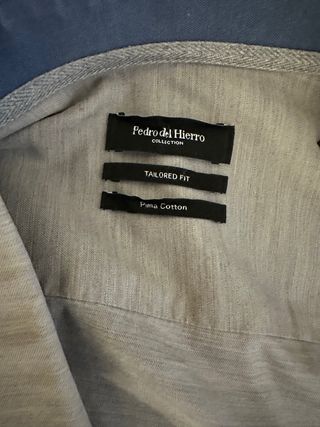 Pedro del Hierro
COLLECTION
TAILORED FIT
Pima Cotton